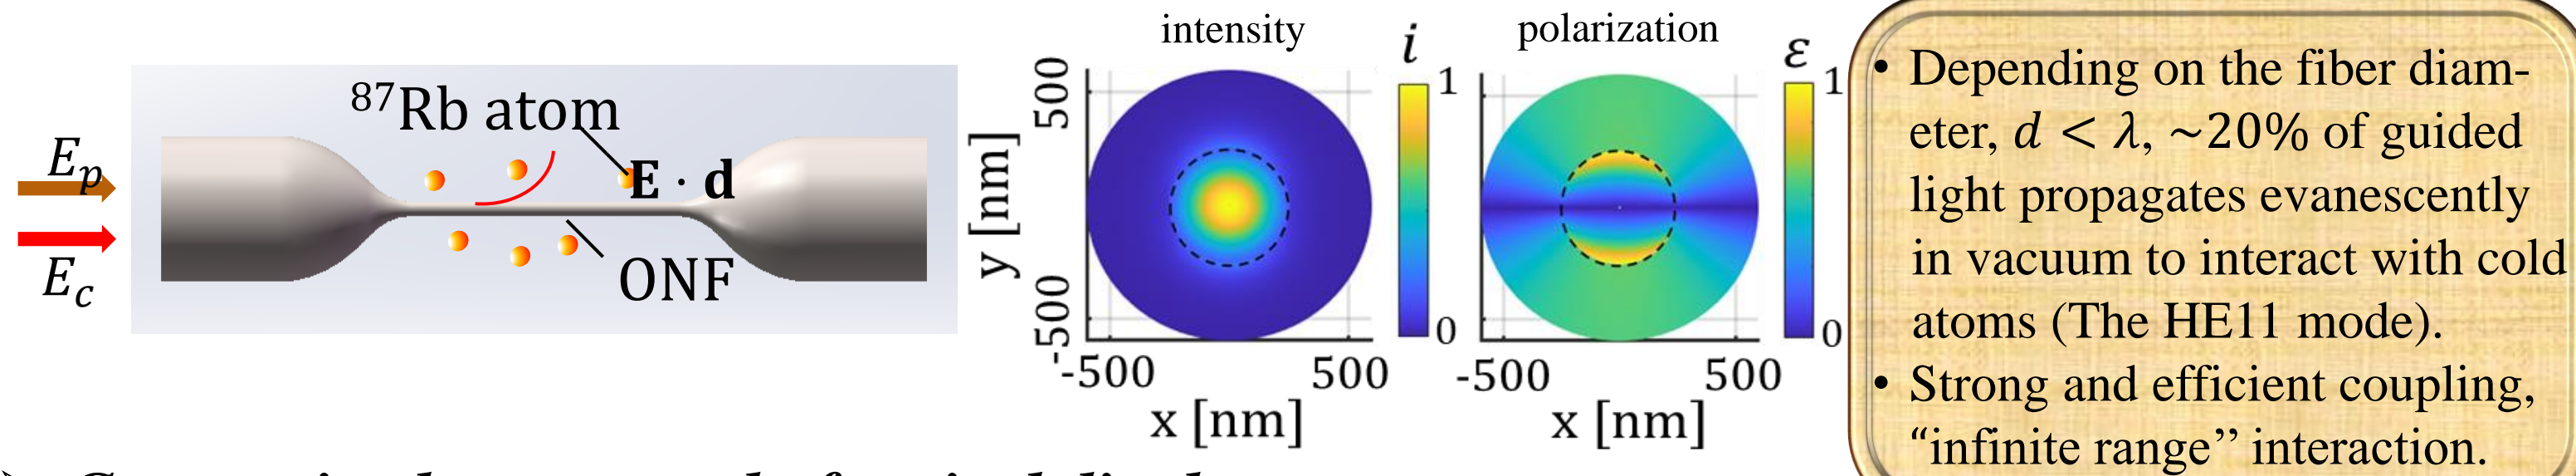 ⁸⁷Rb atom
E_p
E · d
E_c
ONF
intensity
i
1
0
y [nm]
500
-500
-500
500
x [nm]
polarization
ε
1
0
-500
500
x [nm]
• Depending on the fiber diam-
eter, d < λ, ~20% of guided
light propagates evanescently
in vacuum to interact with cold
atoms (The HE11 mode).
• Strong and efficient coupling,
“infinite range’’ interaction.